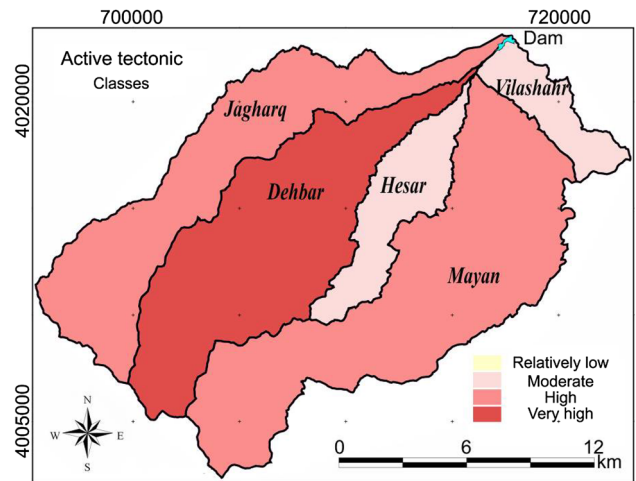 700000
720000
Active tectonic
Classes
Dam
4020000
Vilashahr
Jagharq
Dehbar
Hesar
Mayan
Relatively low
Moderate
High
Very high
4005000
N
W
E
S
0
6
12
km